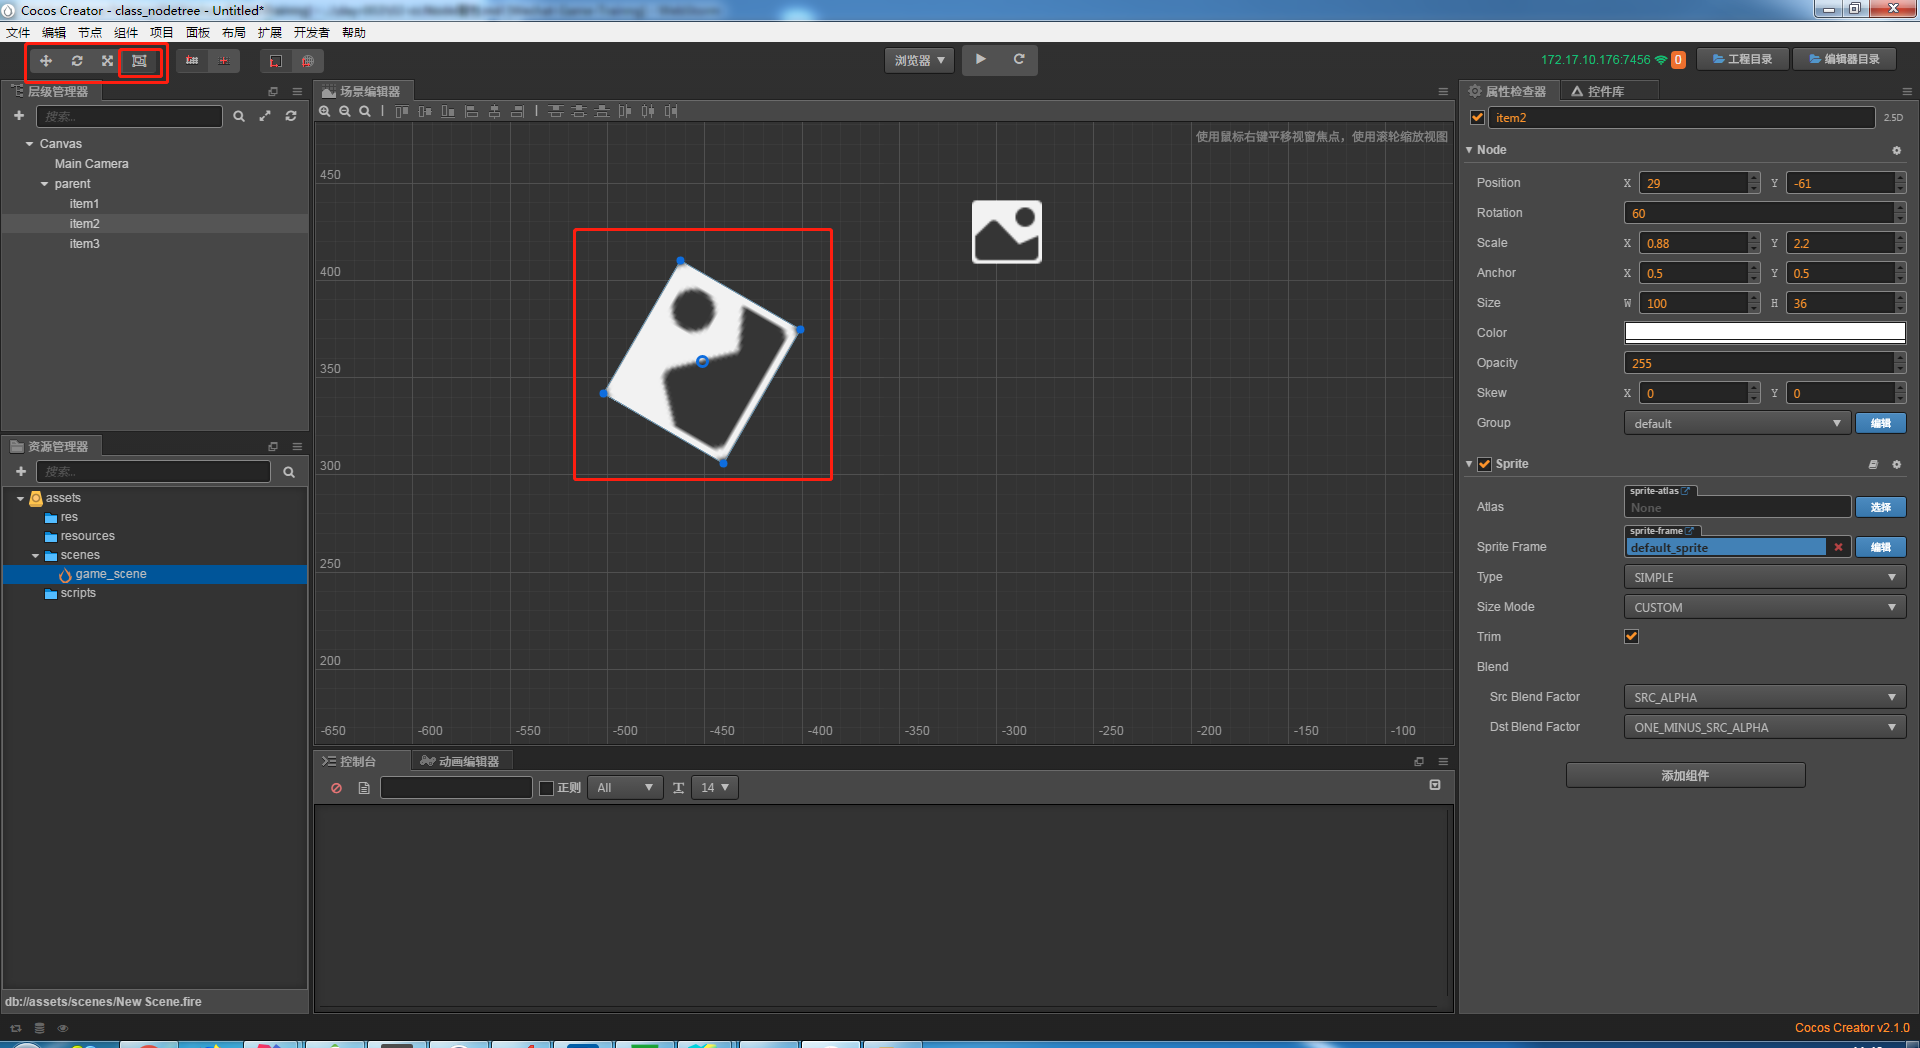 Cocos Creator - class_nodetree - Untitled*
文件 编辑 节点 组件 项目 面板 布局 扩展 开发者 帮助
浏览器
172.17.10.176:7456 0 工程目录 编辑器目录
层级管理器
搜索...
Canvas
Main Camera
parent
item1
item2
item3
资源管理器
搜索...
assets
res
resources
scenes
game_scene
scripts
db://assets/scenes/New Scene.fire
场景编辑器
使用鼠标右键平移视窗焦点，使用滚轮缩放视图
450
400
350
300
250
200
-650 -600 -550 -500 -450 -400 -350 -300 -250 -200 -150 -100
控制台 动画编辑器
正则 All 14
属性检查器 控件库
item2 2.5D
Node
Position X 29 Y -61
Rotation 60
Scale X 0.88 Y 2.2
Anchor X 0.5 Y 0.5
Size W 100 H 36
Color
Opacity 255
Skew X 0 Y 0
Group default 编辑
Sprite
sprite-atlas
Atlas None 选择
sprite-frame
Sprite Frame default_sprite 编辑
Type SIMPLE
Size Mode CUSTOM
Trim
Blend
Src Blend Factor SRC_ALPHA
Dst Blend Factor ONE_MINUS_SRC_ALPHA
添加组件
Cocos Creator v2.1.0